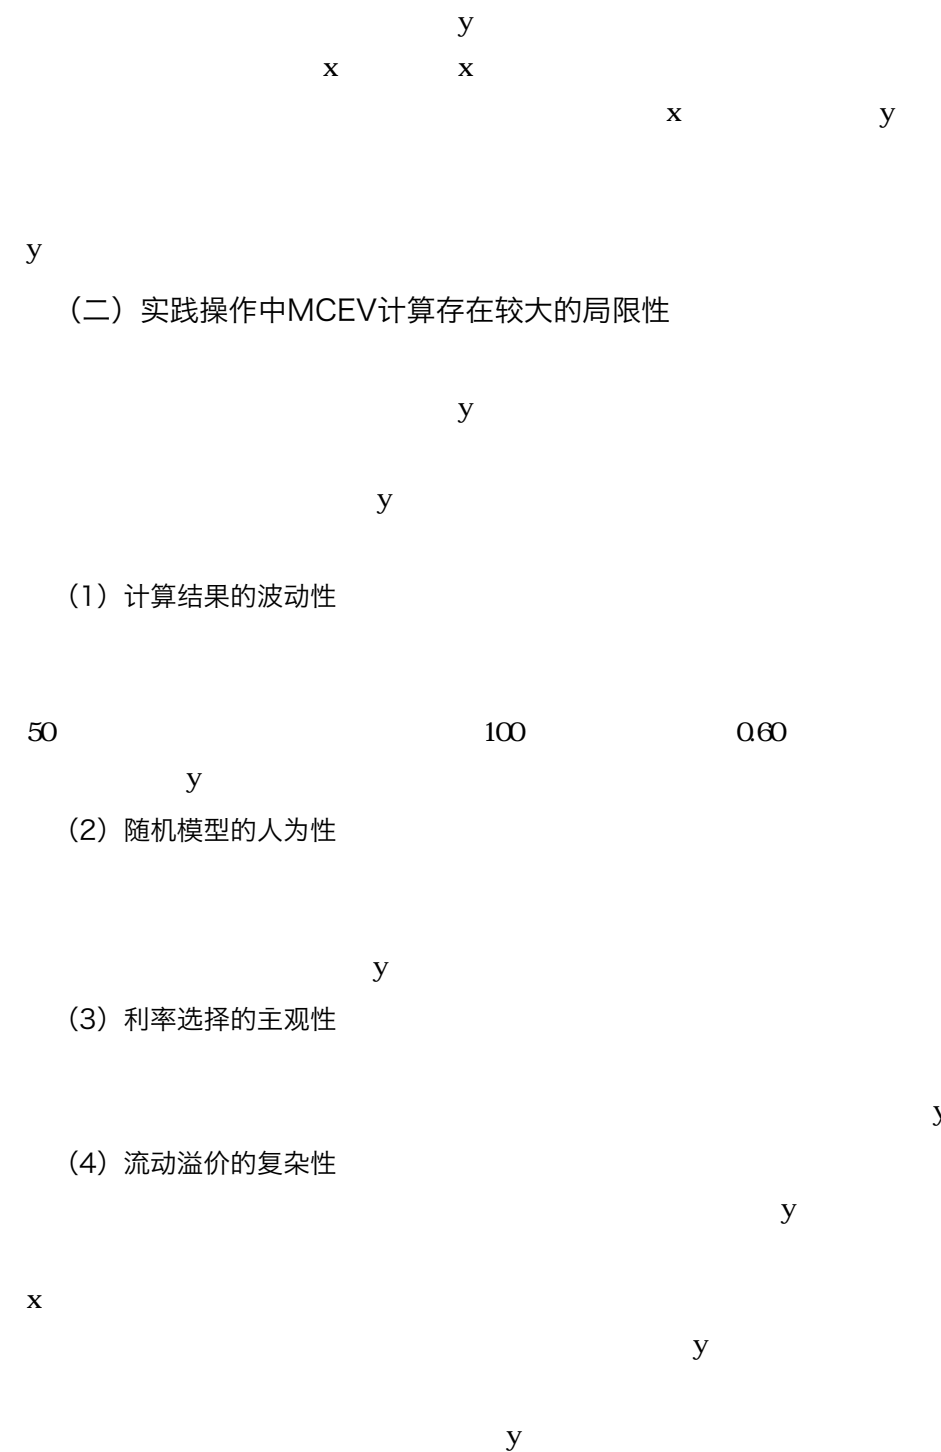 y
x x
x y
y
（二）实践操作中MCEV计算存在较大的局限性
y
y
（1）计算结果的波动性
50 100 0.60
y
（2）随机模型的人为性
y
（3）利率选择的主观性
y
（4）流动溢价的复杂性
y
x
y
y